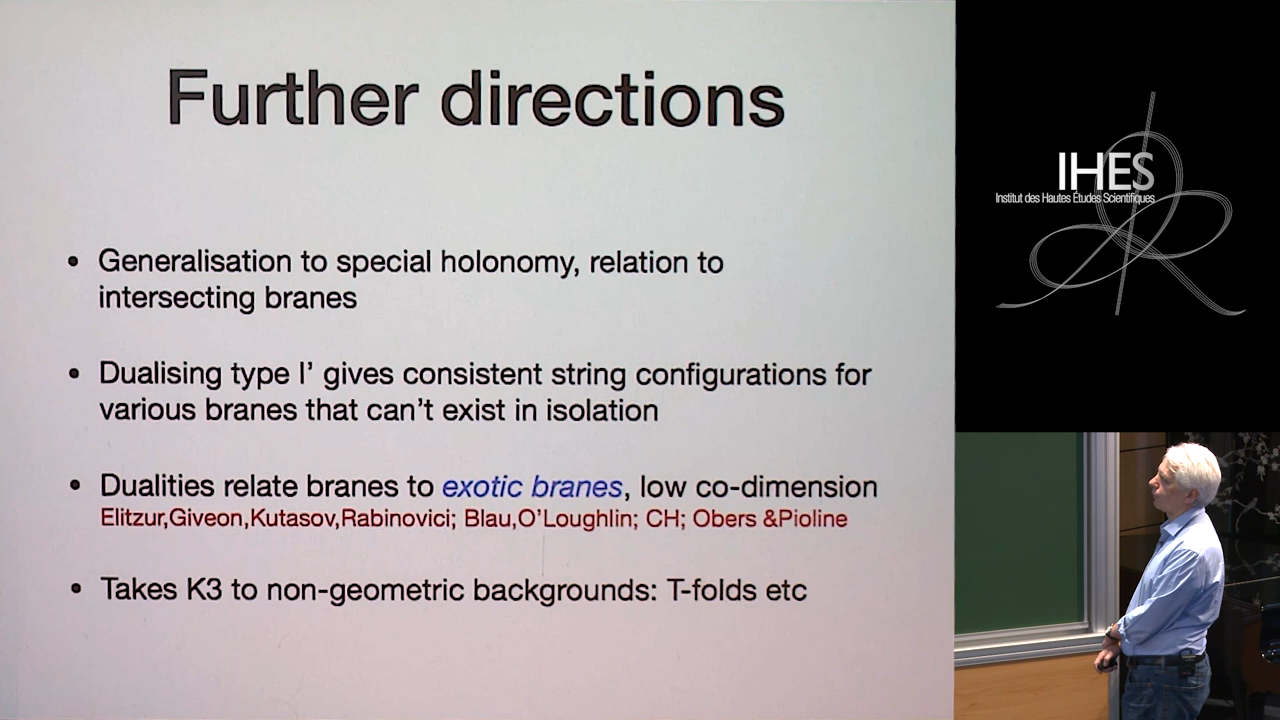 Further directions
• Generalisation to special holonomy, relation to
intersecting branes
• Dualising type I’ gives consistent string configurations for
various branes that can’t exist in isolation
• Dualities relate branes to exotic branes, low co-dimension
Elitzur,Giveon,Kutasov,Rabinovici; Blau,O’Loughlin; CH; Obers &Pioline
• Takes K3 to non-geometric backgrounds: T-folds etc
IHES
Institut des Hautes Études Scientifiques